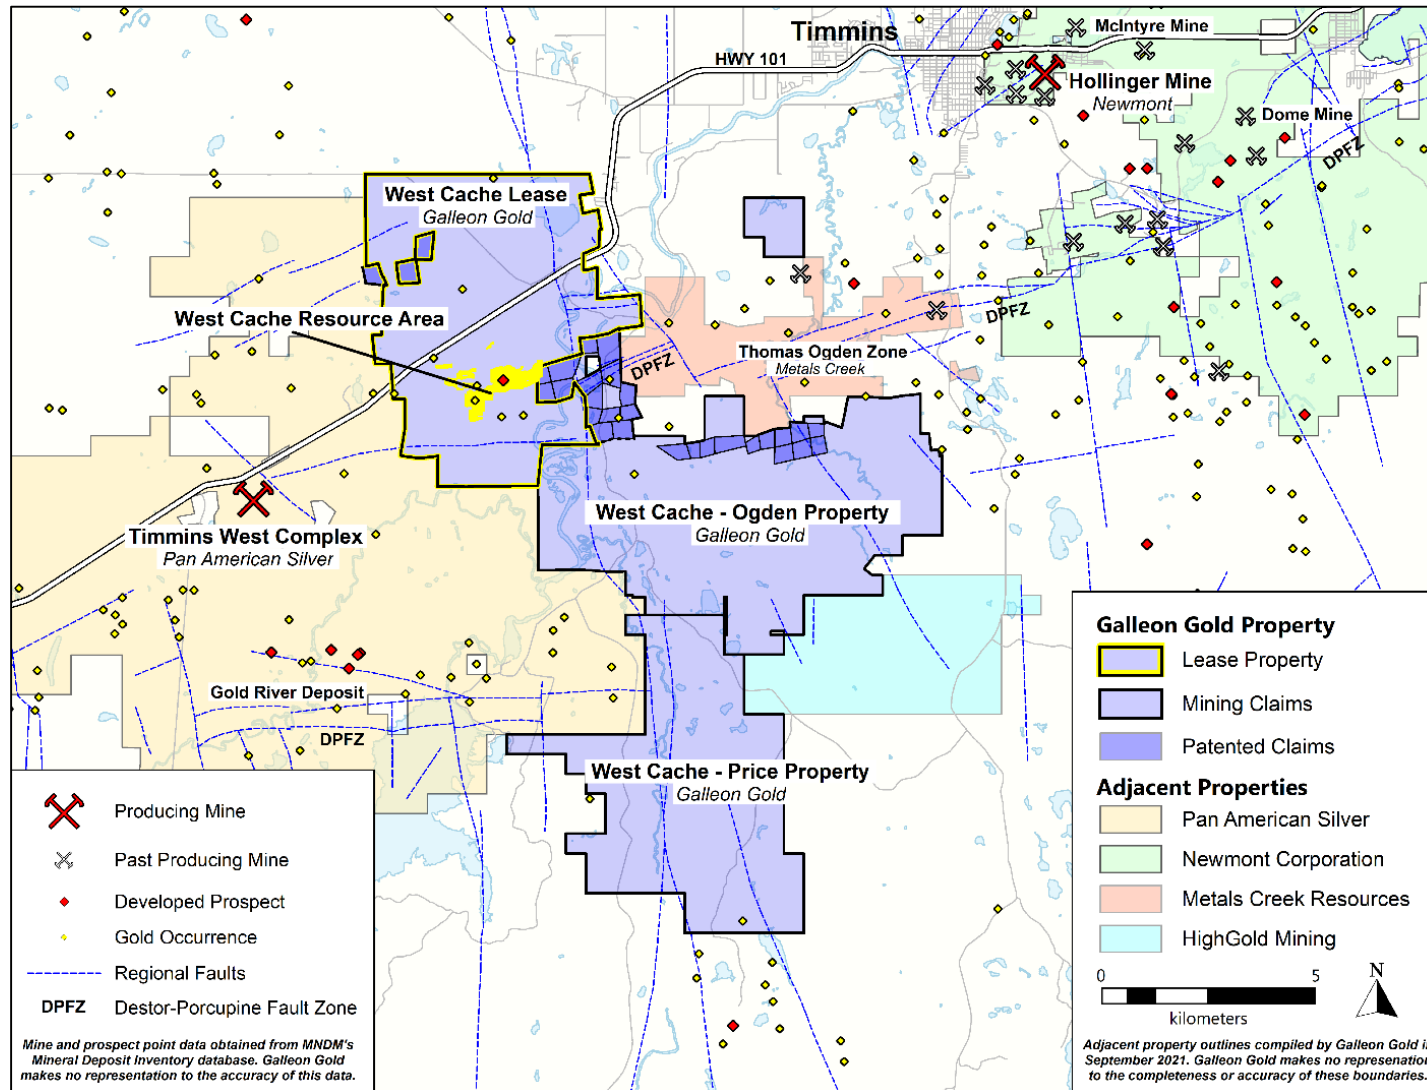 Timmins
McIntyre Mine
HWY 101
Hollinger Mine
Newmont
Dome Mine
DPFZ
West Cache Lease
Galleon Gold
West Cache Resource Area
DPFZ
Thomas Ogden Zone
Metals Creek
DPFZ
West Cache - Ogden Property
Galleon Gold
Timmins West Complex
Pan American Silver
Gold River Deposit
DPFZ
West Cache - Price Property
Galleon Gold
Producing Mine
Past Producing Mine
Developed Prospect
Gold Occurrence
Regional Faults
DPFZ Destor-Porcupine Fault Zone
Mine and prospect point data obtained from MNDM's
Mineral Deposit Inventory database. Galleon Gold
makes no representation to the accuracy of this data.
Galleon Gold Property
Lease Property
Mining Claims
Patented Claims
Adjacent Properties
Pan American Silver
Newmont Corporation
Metals Creek Resources
HighGold Mining
0 5
kilometers
N
Adjacent property outlines compiled by Galleon Gold i
September 2021. Galleon Gold makes no represenation
to the completeness or accuracy of these boundaries.